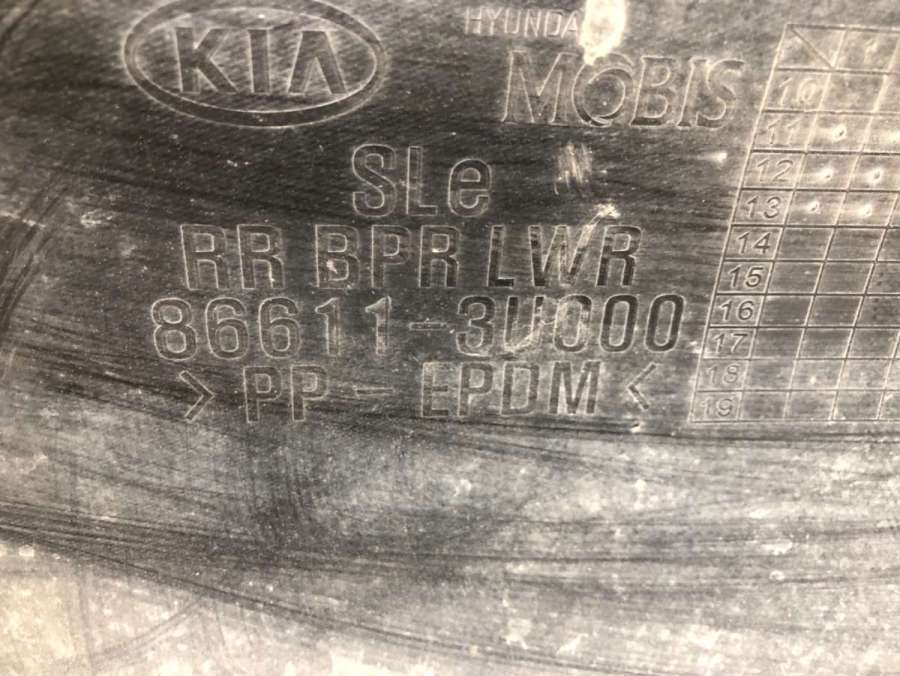 KIA
HYUNDAI
MOBIS
SLe
RR BPR LWR
86611-3U000
> PP - EPDM <
10
11
12
13
14
15
16
17
18
19